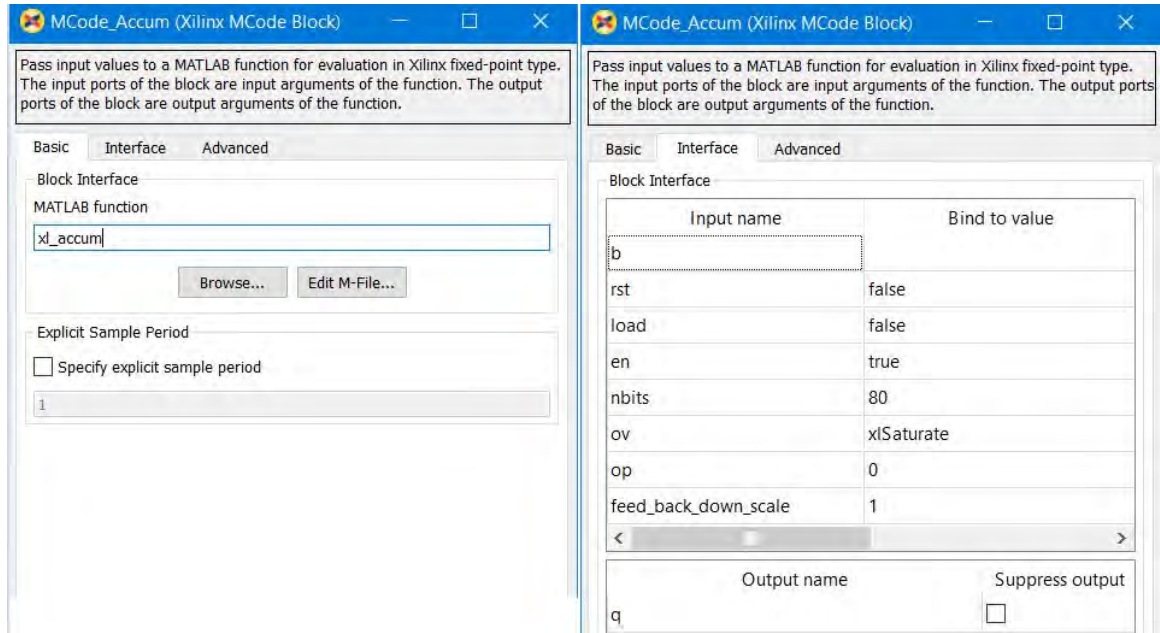 MCode_Accum (Xilinx MCode Block)
Pass input values to a MATLAB function for evaluation in Xilinx fixed-point type.
The input ports of the block are input arguments of the function. The output
ports of the block are output arguments of the function.
Basic Interface Advanced
Block Interface
MATLAB function
xl_accum
Browse... Edit M-File...
Explicit Sample Period
Specify explicit sample period
1
MCode_Accum (Xilinx MCode Block)
Pass input values to a MATLAB function for evaluation in Xilinx fixed-point type.
The input ports of the block are input arguments of the function. The output ports
of the block are output arguments of the function.
Basic Interface Advanced
Block Interface
Input name Bind to value
b
rst false
load false
en true
nbits 80
ov xlSaturate
op 0
feed_back_down_scale 1
Output name Suppress output
q